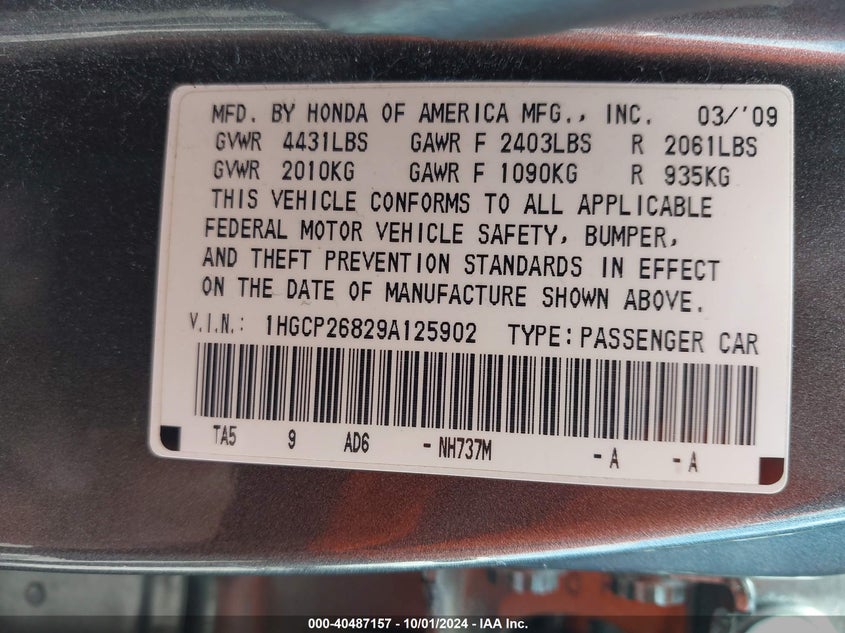 MFD. BY HONDA OF AMERICA MFG., INC. 03/'09
GVWR 4431LBS GAWR F 2403LBS R 2061LBS
GVWR 2010KG GAWR F 1090KG R 935KG
THIS VEHICLE CONFORMS TO ALL APPLICABLE
FEDERAL MOTOR VEHICLE SAFETY, BUMPER,
AND THEFT PREVENTION STANDARDS IN EFFECT
ON THE DATE OF MANUFACTURE SHOWN ABOVE.
V.I.N.: 1HGCP26829A125902 TYPE: PASSENGER CAR
TA5 9 AD6 - NH737M - A - A
000-40487157 - 10/01/2024 - IAA Inc.